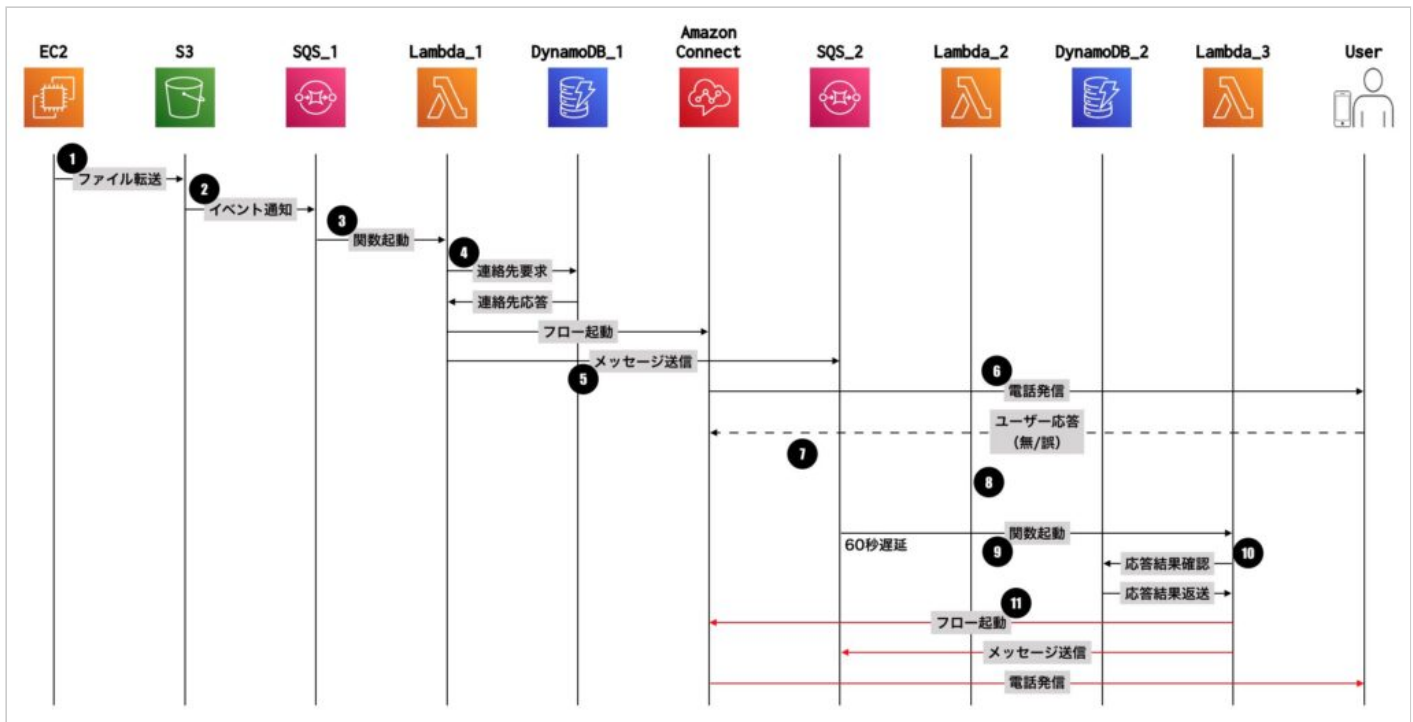 EC2
S3
SQS_1
Lambda_1
DynamoDB_1
Amazon
Connect
SQS_2
Lambda_2
DynamoDB_2
Lambda_3
User
1
ファイル転送
2
イベント通知
3
関数起動
4
連絡先要求
連絡先応答
フロー起動
メッセージ送信
5
6
電話発信
ユーザー応答
（無/誤）
7
8
関数起動
60秒遅延
9
10
応答結果確認
応答結果返送
11
フロー起動
メッセージ送信
電話発信